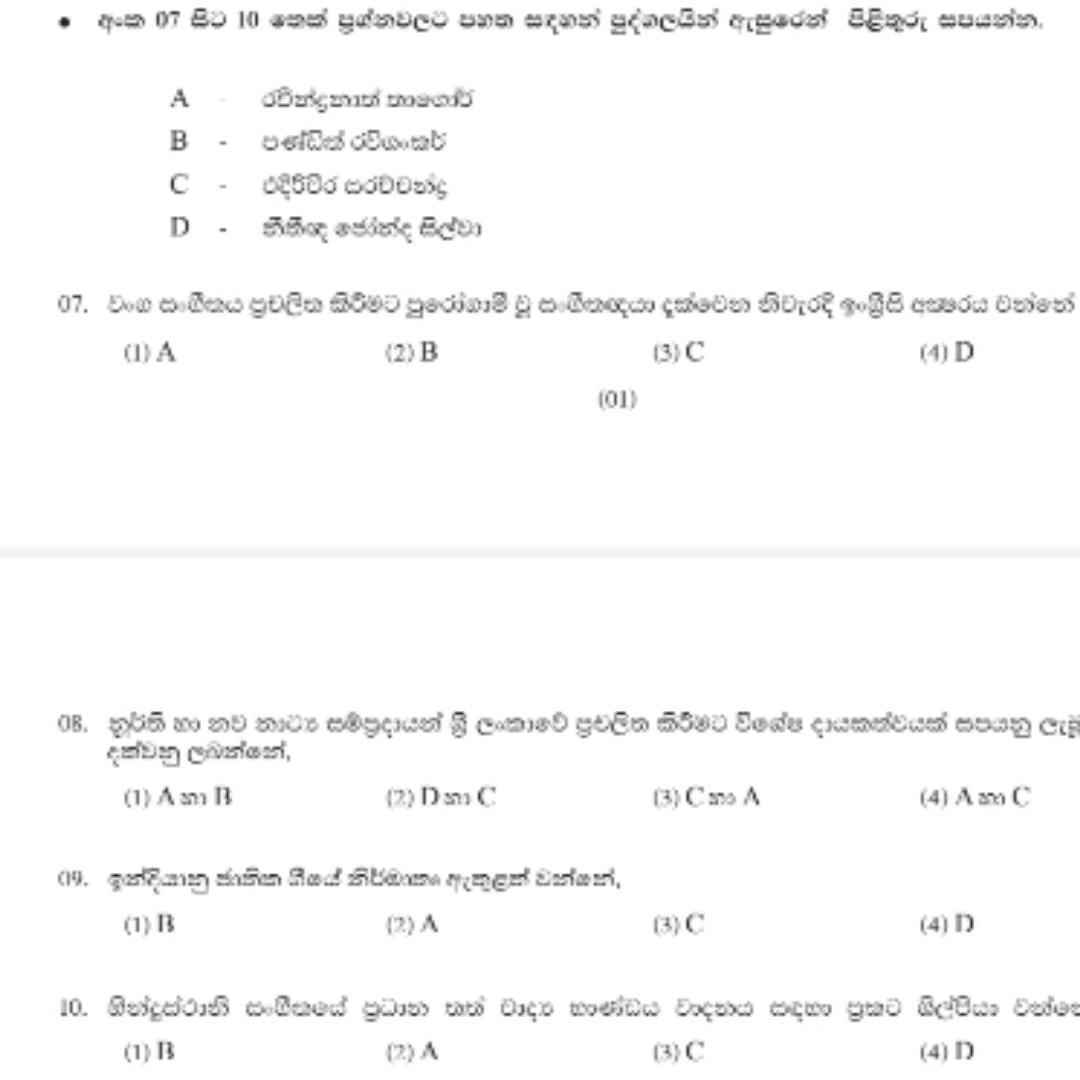 • අංක 07 සිට 10 තෙක් ප්‍රශ්නවලට පහත සඳහන් පුද්ගලයින් ඇසුරෙන් පිළිතුරු සපයන්න.
A - රවින්ද්‍රනාත් තාගෝර්
B - පණ්ඩිත් රවිශංකර්
C - එදිරිවීර සරච්චන්ද්‍ර
D - නීතීඥ ජෝන්ද සිල්වා
07. වංග සංගීතය ප්‍රචලිත කිරීමට පුරෝගාමී වූ සංගීතඥයා දක්වෙන නිවැරදි ඉංග්‍රීසි අක්‍ෂරය වන්නේ
(1) A (2) B (3) C (4) D
(01)
08. නූර්ති හා නව නාට්‍ය සම්ප්‍රදායන් ශ්‍රී ලංකාවේ ප්‍රචලිත කිරීමට විශේෂ දායකත්වයක් සපයනු
දක්වනු ලබන්නේ,
(1) A හා B (2) D හා C (3) C හා A (4) A හා C
09. ඉන්දියානු ජාතික ගීයේ නිර්මාතෘ ඇතුළත් වන්නේ,
(1) B (2) A (3) C (4) D
10. හින්දුස්ථානි සංගීතයේ ප්‍රධාන තත් වාද්‍ය භාණ්ඩය වාදනය සඳහා ප්‍රකට ශිල්පියා
(1) B (2) A (3) C (4) D